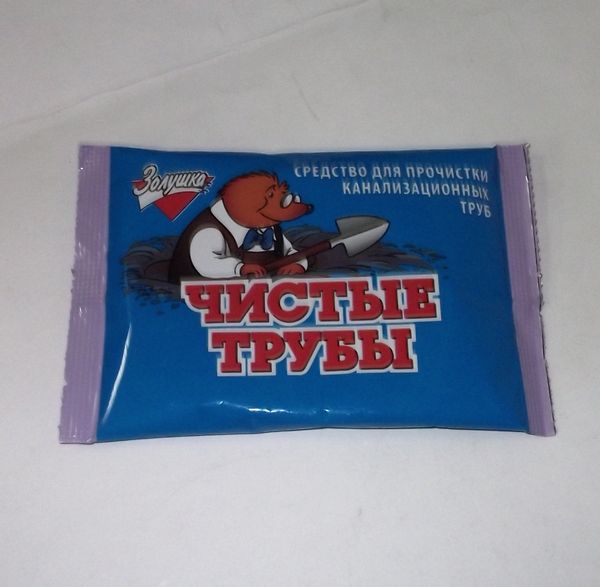 Золушка
СРЕДСТВО ДЛЯ ПРОЧИСТКИ
КАНАЛИЗАЦИОННЫХ
ТРУБ
ЧИСТЫЕ
ТРУБЫ